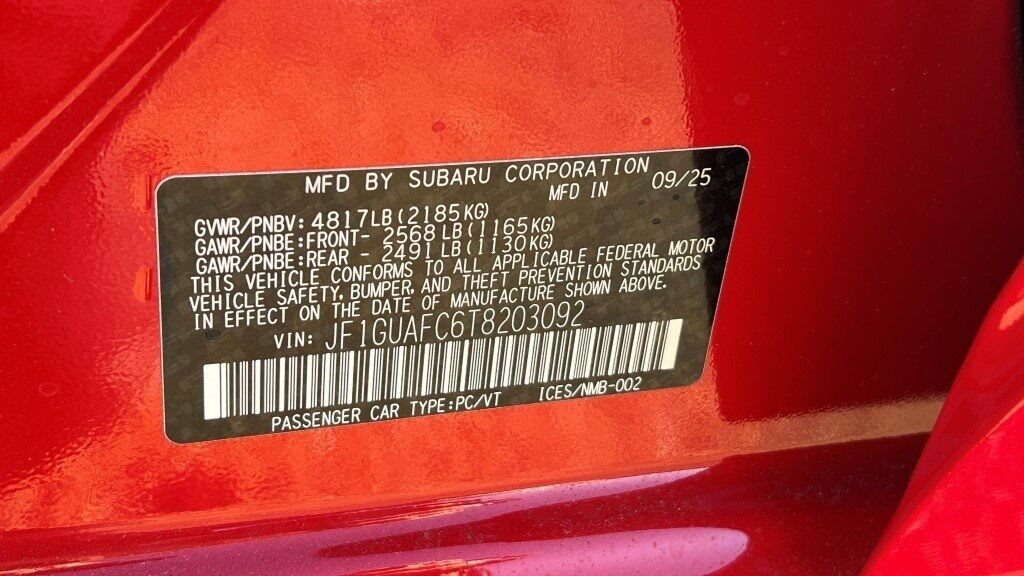 MFD BY SUBARU CORPORATION
MFD IN 09/25
GVWR/PNBV: 4817LB(2185KG)
GAWR/PNBE:FRONT- 2568LB(1165KG)
GAWR/PNBE:REAR - 2491LB(1130KG)
THIS VEHICLE CONFORMS TO ALL APPLICABLE FEDERAL MOTOR
VEHICLE SAFETY, BUMPER, AND THEFT PREVENTION STANDARDS
IN EFFECT ON THE DATE OF MANUFACTURE SHOWN ABOVE.
VIN: JF1GUAFC6T8203092
PASSENGER CAR TYPE:PC/VT ICES/NMB-002